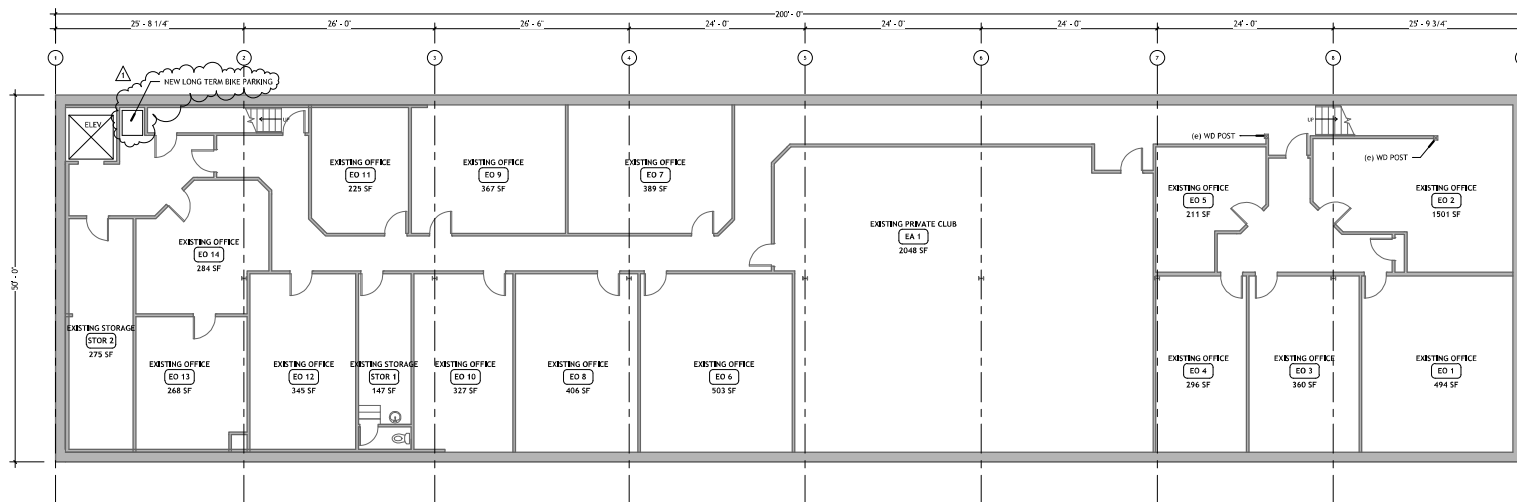 200' - 0"
25' - 8 1/4"
26' - 0"
26' - 6"
24' - 0"
24' - 0"
24' - 0"
24' - 0"
25' - 9 3/4"
1
2
3
4
5
6
7
8
1
NEW LONG TERM BIKE PARKING
ELEV
UP
UP
(e) WD POST
(e) WD POST
50' - 0"
EXISTING OFFICE
EO 11
225 SF
EXISTING OFFICE
EO 9
367 SF
EXISTING OFFICE
EO 7
389 SF
EXISTING PRIVATE CLUB
EA 1
2048 SF
EXISTING OFFICE
EO 5
211 SF
EXISTING OFFICE
EO 2
1501 SF
EXISTING OFFICE
EO 14
284 SF
EXISTING STORAGE
STOR 2
275 SF
EXISTING OFFICE
EO 13
268 SF
EXISTING OFFICE
EO 12
345 SF
EXISTING STORAGE
STOR 1
147 SF
EXISTING OFFICE
EO 10
327 SF
EXISTING OFFICE
EO 8
406 SF
EXISTING OFFICE
EO 6
503 SF
EXISTING OFFICE
EO 4
296 SF
EXISTING OFFICE
EO 3
360 SF
EXISTING OFFICE
EO 1
494 SF